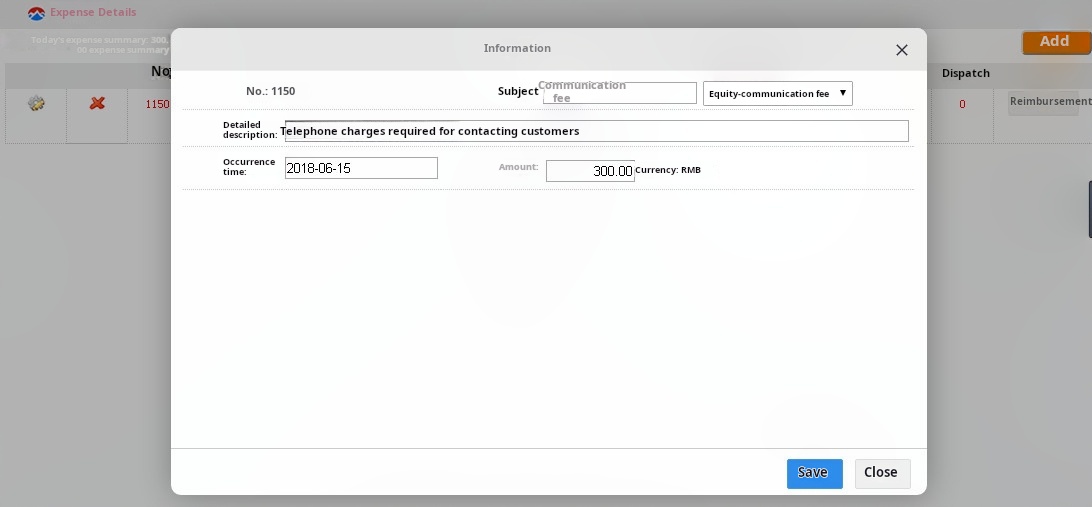 Expense Details
Today's expense summary: 300.
00 expense summary
Add
No
Dispatch
1150
0
Reimbursement
Information
No.: 1150
Subject
Communication
fee
Equity-communication fee
Detailed
description:
Telephone charges required for contacting customers
Occurrence
time:
2018-06-15
Amount:
300.00
Currency: RMB
Save
Close